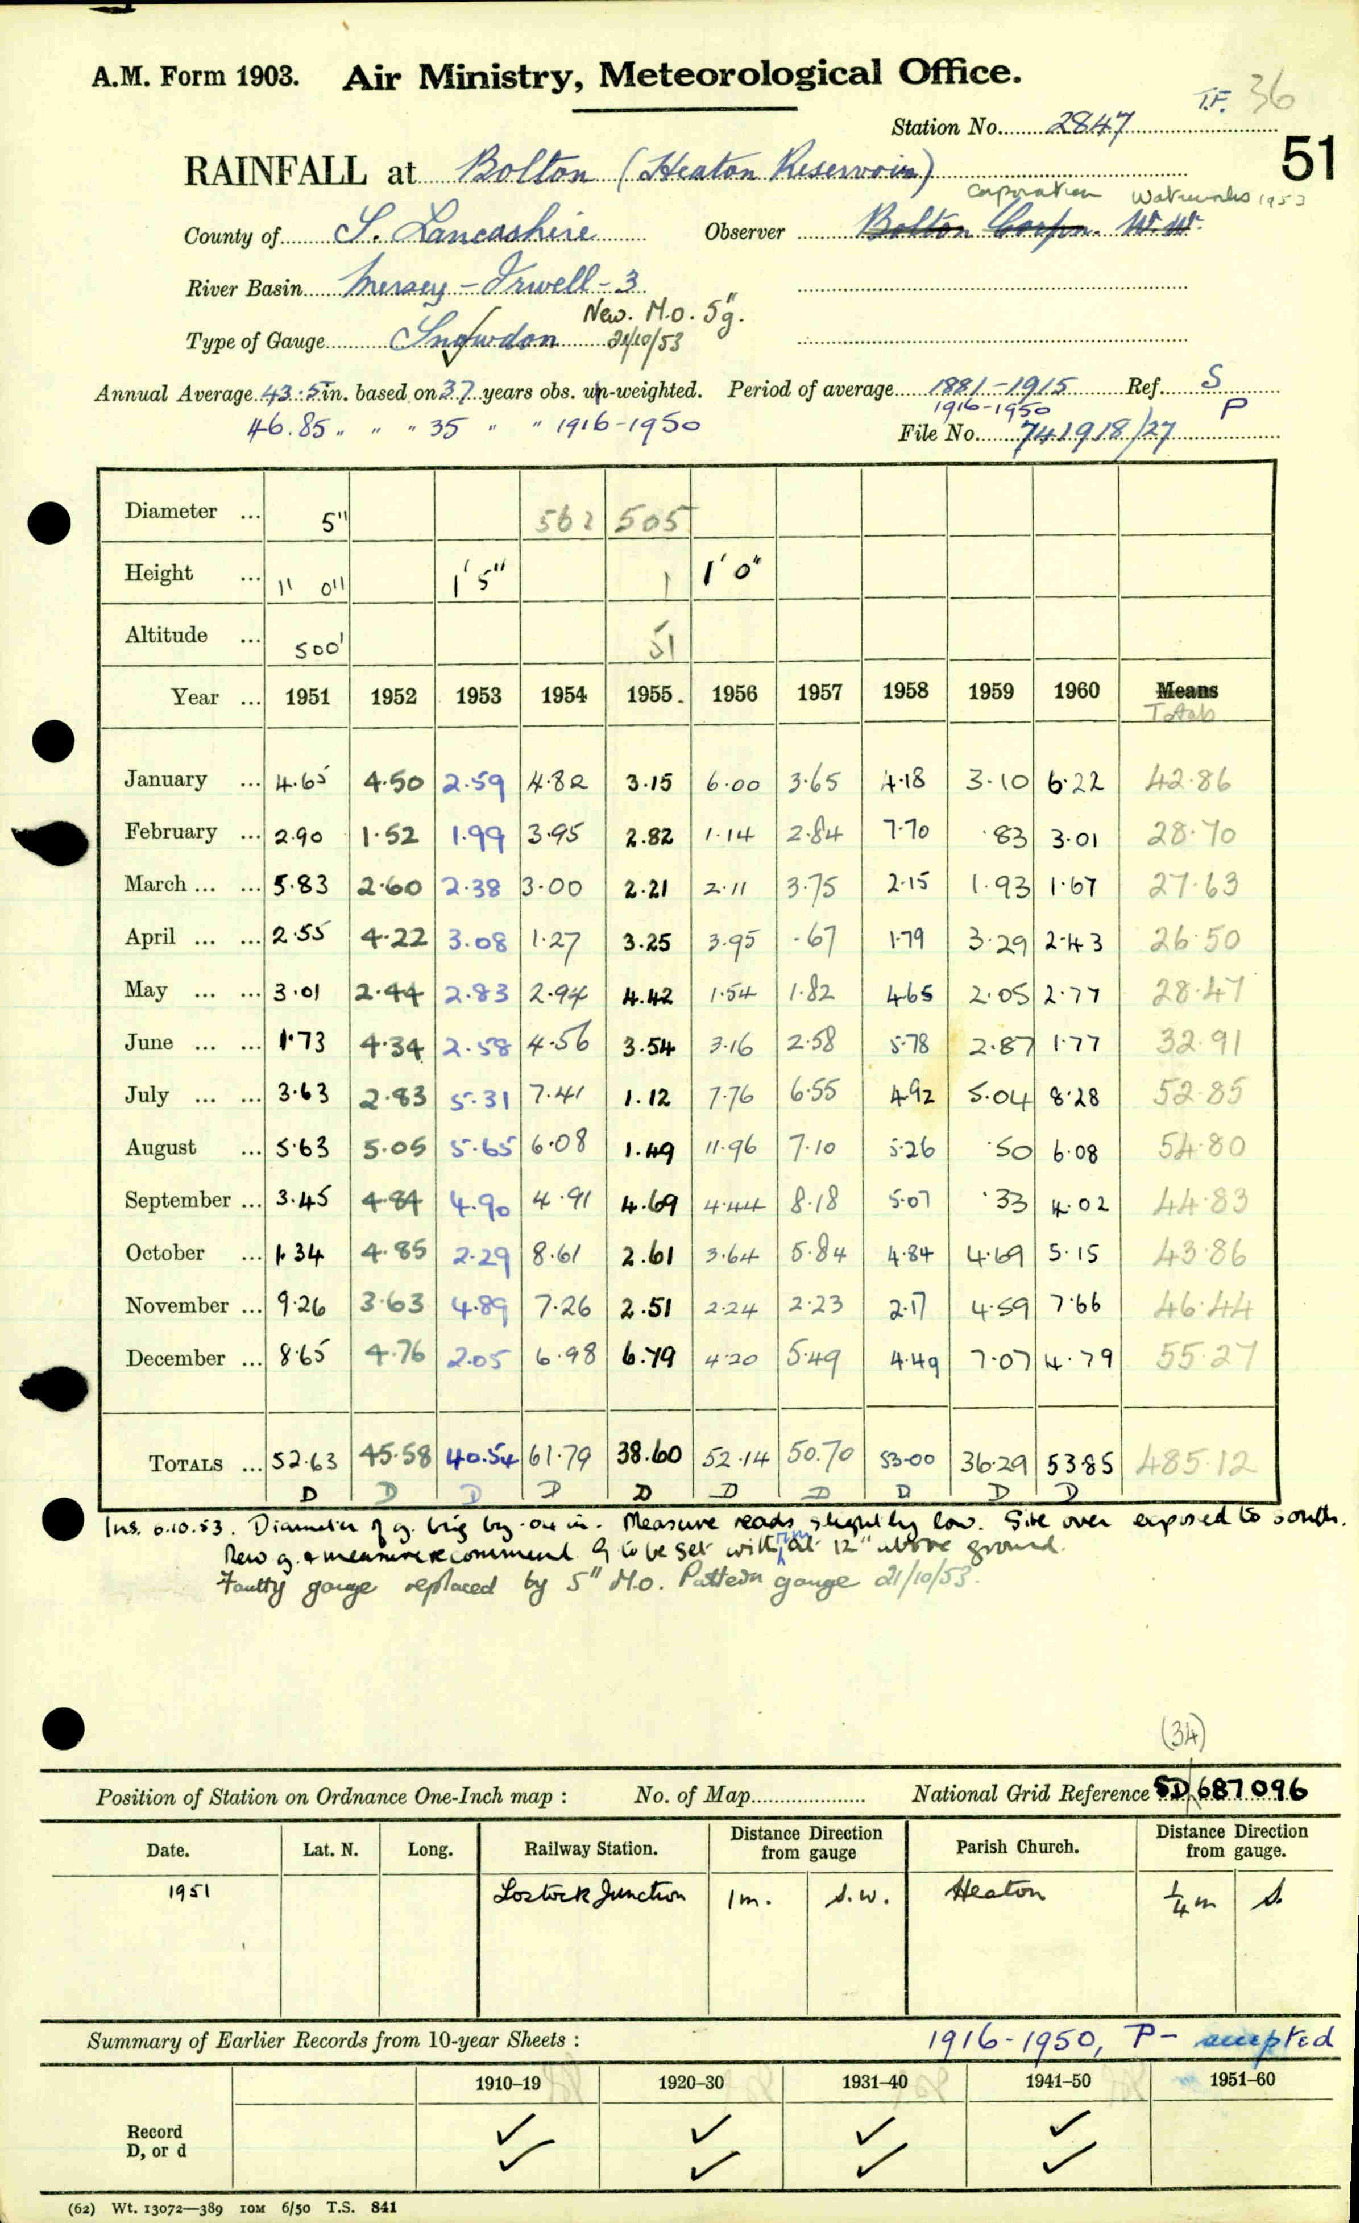 A.M. Form 1903. Air Ministry, Meteorological Office.
T.F. 36
Station No. 2847
51
RAINFALL at Bolton (Heaton Reservoir)
Corporation Waterworks 1953
County of S. Lancashire Observer Bolton Corpn. W.W.
River Basin Mersey - Irwell - 3
New. M.O. 5" g.
Type of Gauge Snowdon 21/10/53
Annual Average 43.5 in. based on 37 years obs. un-weighted. Period of average 1881-1915 Ref. S
1916-1950 P
46.85 " " " 35 " " 1916-1950 File No. 741918/27
Diameter ... 5" 562 505
Height ... 1' 0" 1' 5" 1 1' 0"
Altitude ... 500' 51
Year ... 1951 1952 1953 1954 1955. 1956 1957 1958 1959 1960 Means
Totals
January ... 4.65 4.50 2.59 4.82 3.15 6.00 3.65 4.18 3.10 6.22 42.86
February ... 2.90 1.52 1.99 3.95 2.82 1.14 2.84 7.70 .83 3.01 28.70
March ... ... 5.83 2.60 2.38 3.00 2.21 2.11 3.75 2.15 1.93 1.67 27.63
April ... ... 2.55 4.22 3.08 1.27 3.25 3.95 .67 1.79 3.29 2.43 26.50
May ... ... 3.01 2.44 2.83 2.94 4.42 1.54 1.82 4.65 2.05 2.77 28.47
June ... ... 1.73 4.34 2.58 4.56 3.54 3.16 2.58 5.78 2.87 1.77 32.91
July ... ... 3.63 2.83 5.31 7.41 1.12 7.76 6.55 4.92 5.04 8.28 52.85
August ... 5.63 5.05 5.65 6.08 1.49 11.96 7.10 5.26 .50 6.08 54.80
September ... 3.45 4.84 4.90 4.91 4.69 4.44 8.18 5.07 .33 4.02 44.83
October ... 1.34 4.85 2.29 8.61 2.61 3.64 5.84 4.84 4.69 5.15 43.86
November ... 9.26 3.63 4.89 7.26 2.51 2.24 2.23 2.17 4.59 7.66 46.44
December ... 8.65 4.76 2.05 6.98 6.79 4.20 5.49 4.49 7.07 4.79 55.27
TOTALS ... 52.63 45.58 40.54 61.79 38.60 52.14 50.70 53.00 36.29 53.85 485.12
D D D D D D D D D D
Ins. 6.10.53. Diameter of g. big by .04 in. Measure reads slightly low. Site over exposed to south.
New g. & measure recommend g to be set with rim at 12" above ground.
Faulty gauge replaced by 5" M.O. Pattern gauge 21/10/53.
(34)
Position of Station on Ordnance One-Inch map : No. of Map National Grid Reference SD 687096
Date. Lat. N. Long. Railway Station. Distance Direction from gauge Parish Church. Distance Direction from gauge.
1951 Lostock Junction 1m. S.W. Heaton 1/4 m S.
Summary of Earlier Records from 10-year Sheets : 1916-1950, P- accepted
1910–19 1920–30 1931–40 1941–50 1951–60
Record ✓ ✓ ✓ ✓
D, or d ✓ ✓ ✓ ✓
(62) Wt. 13072—389 10M 6/50 T.S. 841